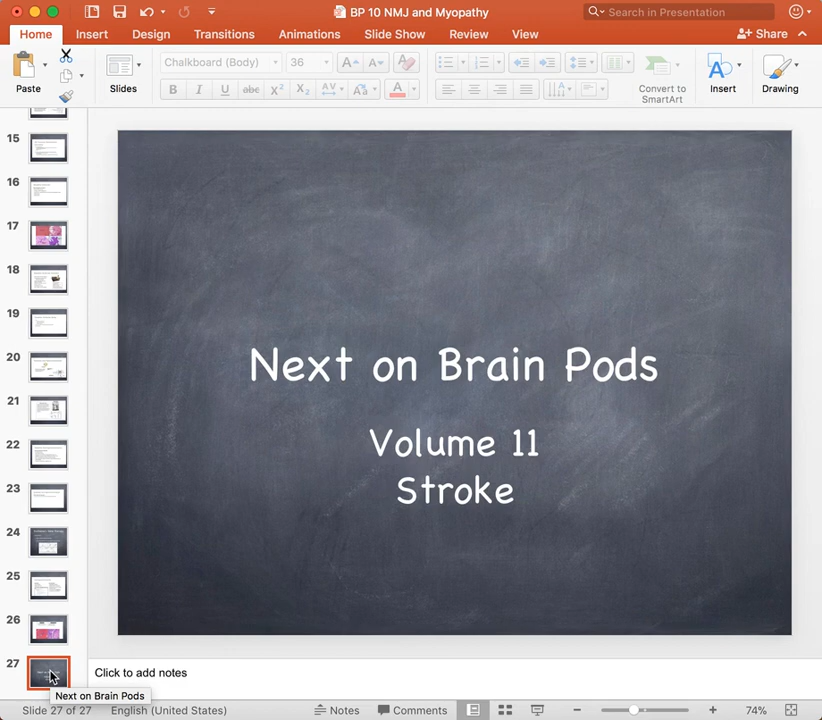 BP 10 NMJ and Myopathy
Search in Presentation
Home Insert Design Transitions Animations Slide Show Review View Share
Paste
Slides
Chalkboard (Body) 36
Convert to
SmartArt
Insert
Drawing
15
16
17
18
19
20
21
22
23
24
25
26
27
Next on Brain Pods
Volume 11
Stroke
Click to add notes
Next on Brain Pods
Slide 27 of 27 English (United States) Notes Comments 74%